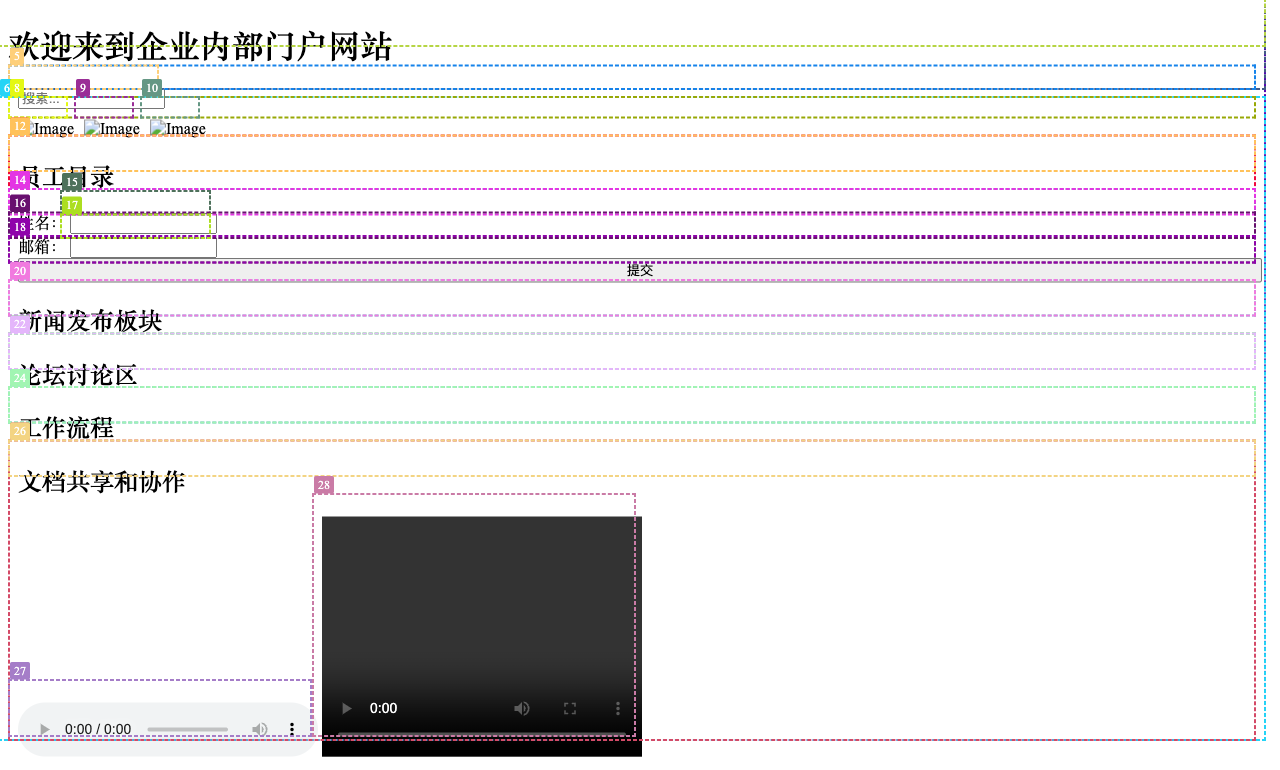 欢迎来到企业内部门户网站
5
6 8 9 10
搜索...
Image Image Image
12
员工目录
14 15
16 17
姓名：
18
邮箱：
提交
20
新闻发布板块
22
论坛讨论区
24
工作流程
26
文档共享和协作
28
27
0:00 / 0:00
0:00